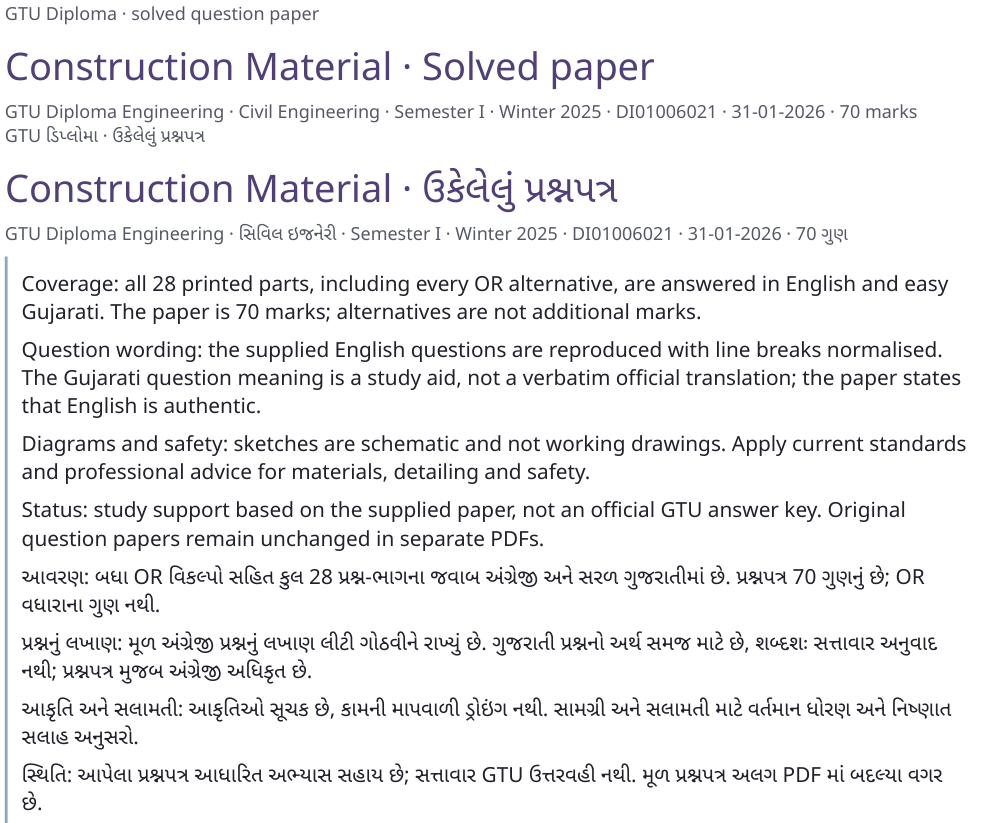 GTU Diploma · solved question paper
Construction Material · Solved paper
GTU Diploma Engineering · Civil Engineering · Semester I · Winter 2025 · DI01006021 · 31-01-2026 · 70 marks
GTU ડિપ્લોમા · ઉકેલેલું પ્રશ્નપત્ર
Construction Material · ઉકેલેલું પ્રશ્નપત્ર
GTU Diploma Engineering · સિવિલ ઇજનેરી · Semester I · Winter 2025 · DI01006021 · 31-01-2026 · 70 ગુણ
Coverage: all 28 printed parts, including every OR alternative, are answered in English and easy
Gujarati. The paper is 70 marks; alternatives are not additional marks.
Question wording: the supplied English questions are reproduced with line breaks normalised.
The Gujarati question meaning is a study aid, not a verbatim official translation; the paper states
that English is authentic.
Diagrams and safety: sketches are schematic and not working drawings. Apply current standards
and professional advice for materials, detailing and safety.
Status: study support based on the supplied paper, not an official GTU answer key. Original
question papers remain unchanged in separate PDFs.
આવરણ: બધા OR વિકલ્પો સહિત કુલ 28 પ્રશ્ન-ભાગના જવાબ અંગ્રેજી અને સરળ ગુજરાતીમાં છે. પ્રશ્નપત્ર 70 ગુણનું છે; OR
વધારાના ગુણ નથી.
પ્રશ્નનું લખાણ: મૂળ અંગ્રેજી પ્રશ્નનું લખાણ લીટી ગોઠવીને રાખ્યું છે. ગુજરાતી પ્રશ્નનો અર્થ સમજ માટે છે, શબ્દશઃ સત્તાવાર અનુવાદ
નથી; પ્રશ્નપત્ર મુજબ અંગ્રેજી અધિકૃત છે.
આકૃતિ અને સલામતી: આકૃતિઓ સૂચક છે, કામની માપવાળી ડ્રોઇંગ નથી. સામગ્રી અને સલામતી માટે વર્તમાન ધોરણ અને નિષ્ણાત
સલાહ અનુસરો.
સ્થિતિ: આપેલા પ્રશ્નપત્ર આધારિત અભ્યાસ સહાય છે; સત્તાવાર GTU ઉત્તરવહી નથી. મૂળ પ્રશ્નપત્ર અલગ PDF માં બદલ્યા વગર
છે.